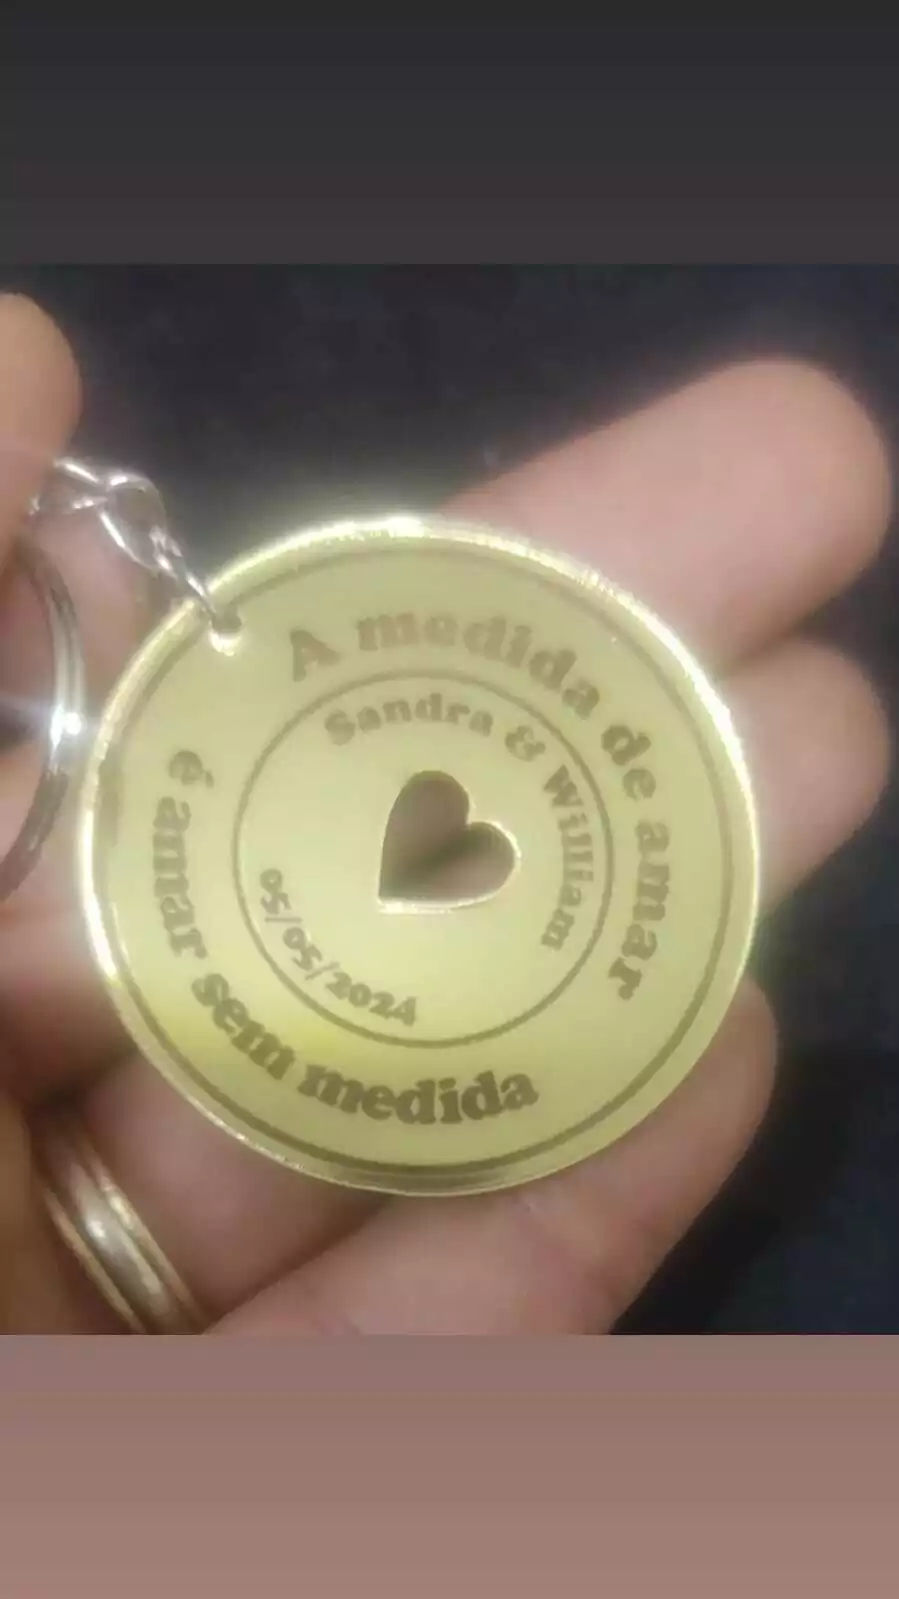 A medida de amar
é amar sem medida
Sandra & William
05/05/2024